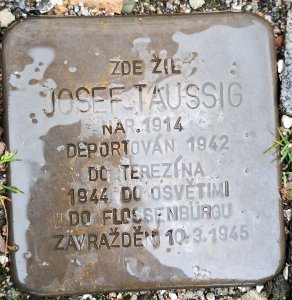 ZDE ŽIL
JOSEF TAUSSIG
NAR. 1914
DEPORTOVÁN 1942
DO TEREZÍNA
1944 DO OSVĚTIMI
DO FLOSSENBÜRGU
ZAVRAŽDĚN 10.3.1945